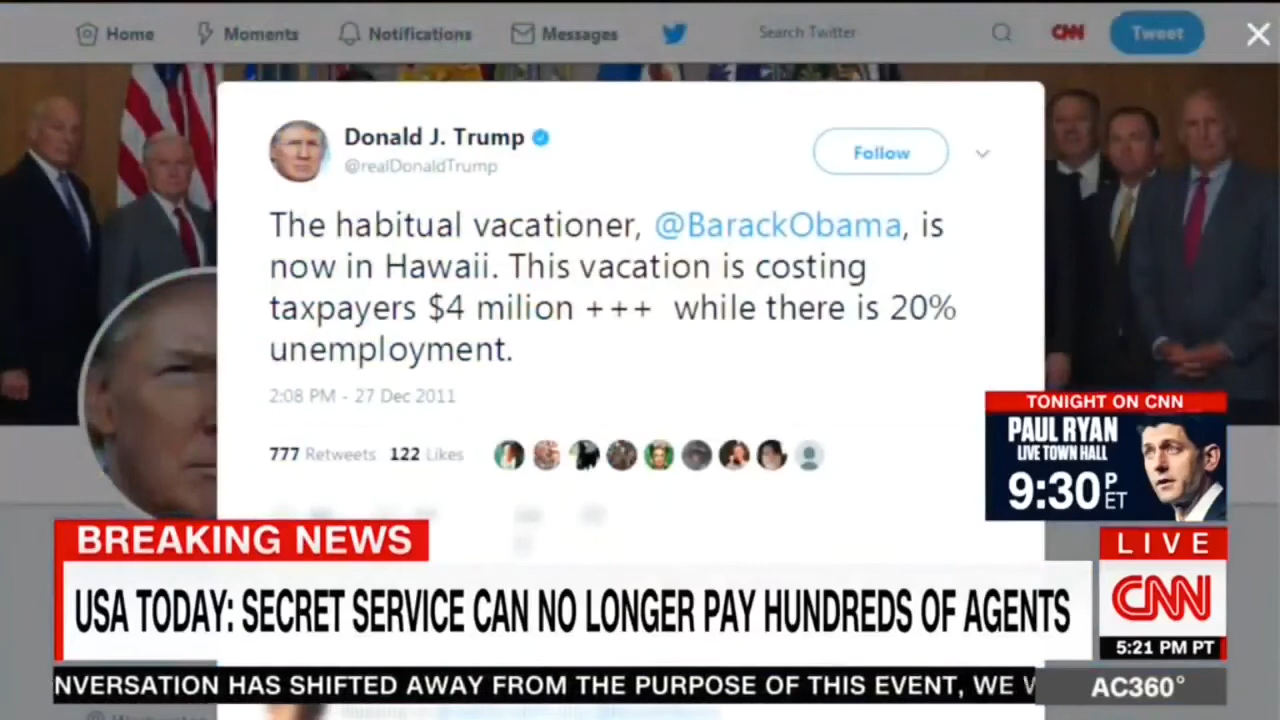 Home Moments Notifications Messages Search Twitter CNN Tweet
Donald J. Trump
@realDonaldTrump
Follow
The habitual vacationer, @BarackObama, is
now in Hawaii. This vacation is costing
taxpayers $4 milion +++ while there is 20%
unemployment.
2:08 PM - 27 Dec 2011
777 Retweets 122 Likes
TONIGHT ON CNN
PAUL RYAN
LIVE TOWN HALL
9:30 P ET
BREAKING NEWS
LIVE
USA TODAY: SECRET SERVICE CAN NO LONGER PAY HUNDREDS OF AGENTS
CNN
5:21 PM PT
NVERSATION HAS SHIFTED AWAY FROM THE PURPOSE OF THIS EVENT, WE
AC360°